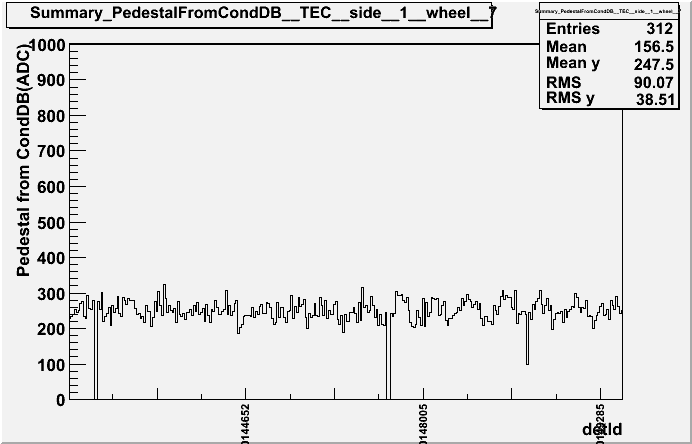 Summary_PedestalFromCondDB__TEC__side__1__wheel__7
Summary_PedestalFromCondDB__TEC__side__1__wheel__7
Entries 312
Mean 156.5
Mean y 247.5
RMS 90.07
RMS y 38.51
Pedestal from CondDB(ADC)
1000
900
800
700
600
500
400
300
200
100
0
detId